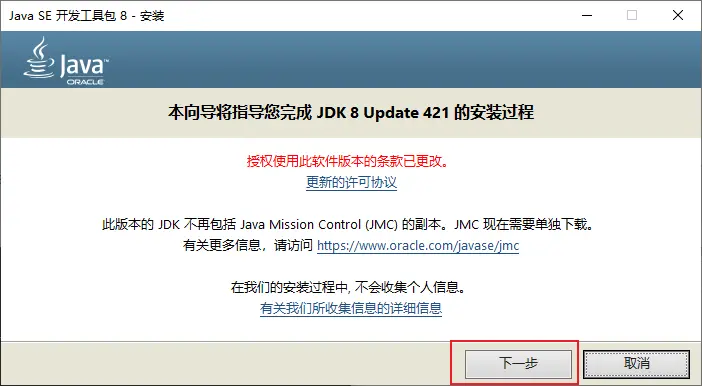 Java SE 开发工具包 8 - 安装
Java™
ORACLE
本向导将指导您完成 JDK 8 Update 421 的安装过程
授权使用此软件版本的条款已更改。
更新的许可协议
此版本的 JDK 不再包括 Java Mission Control (JMC) 的副本。JMC 现在需要单独下载。
有关更多信息，请访问 https://www.oracle.com/javase/jmc
在我们的安装过程中, 不会收集个人信息。
有关我们所收集信息的详细信息
下一步 取消